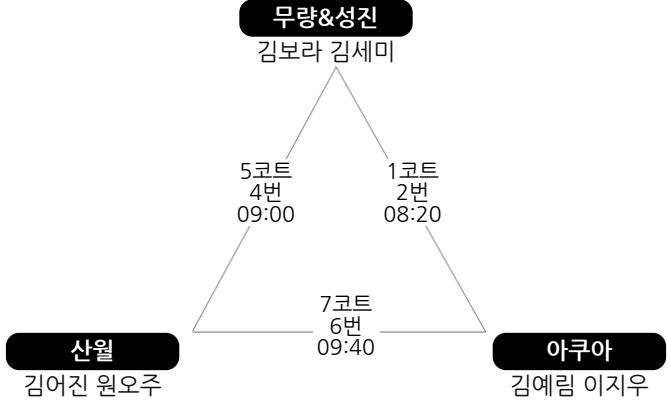 무량&성진
김보라 김세미
5코트
4번
09:00
1코트
2번
08:20
7코트
6번
09:40
산월
김어진 원오주
아쿠아
김예림 이지우